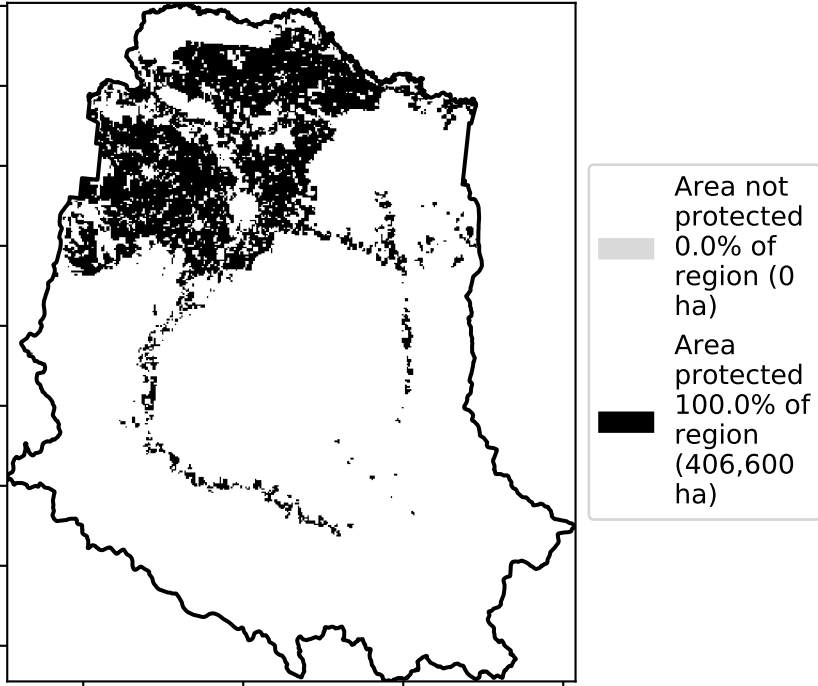 Area not
protected
0.0% of
region (0
ha)
Area
protected
100.0% of
region
(406,600
ha)